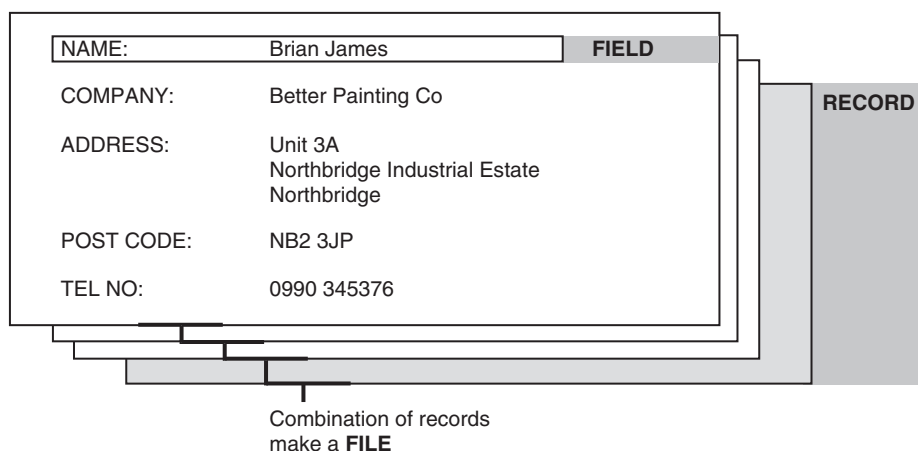 NAME: Brian James FIELD
COMPANY: Better Painting Co
RECORD
ADDRESS: Unit 3A
Northbridge Industrial Estate
Northbridge
POST CODE: NB2 3JP
TEL NO: 0990 345376
Combination of records
make a FILE